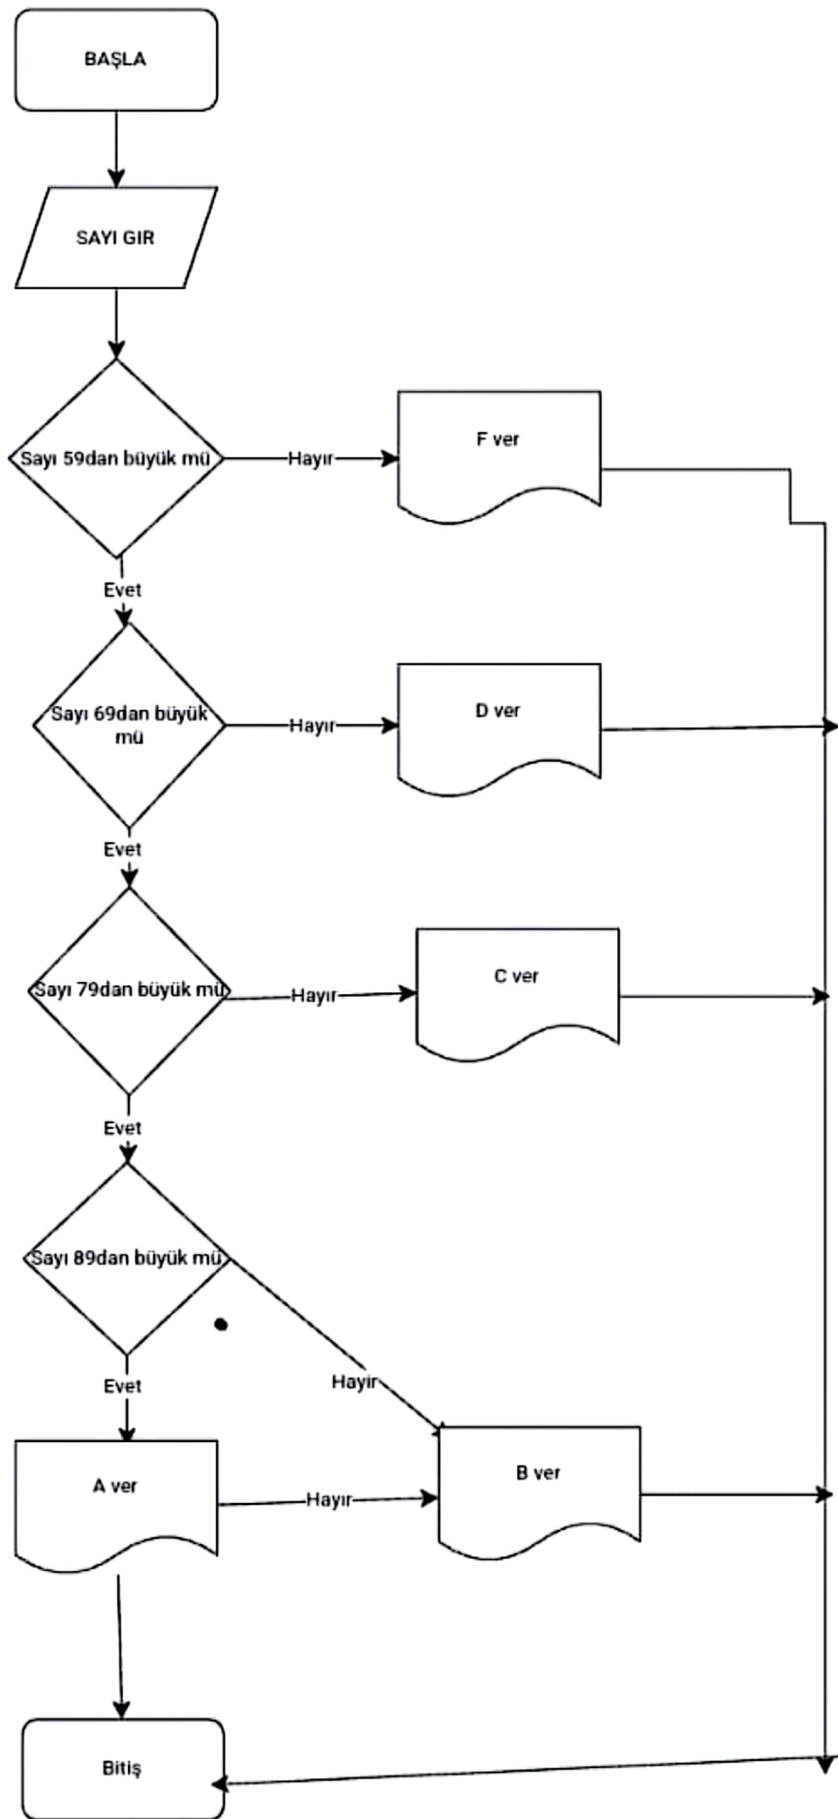 BAŞLA
SAYI GIR
Sayı 59dan büyük mü
Hayır
F ver
Evet
Sayı 69dan büyük
mü
Hayır
D ver
Evet
Sayı 79dan büyük mü
Hayır
C ver
Evet
Sayı 89dan büyük mü
Hayir
Evet
A ver
Hayır
B ver
Bitiş